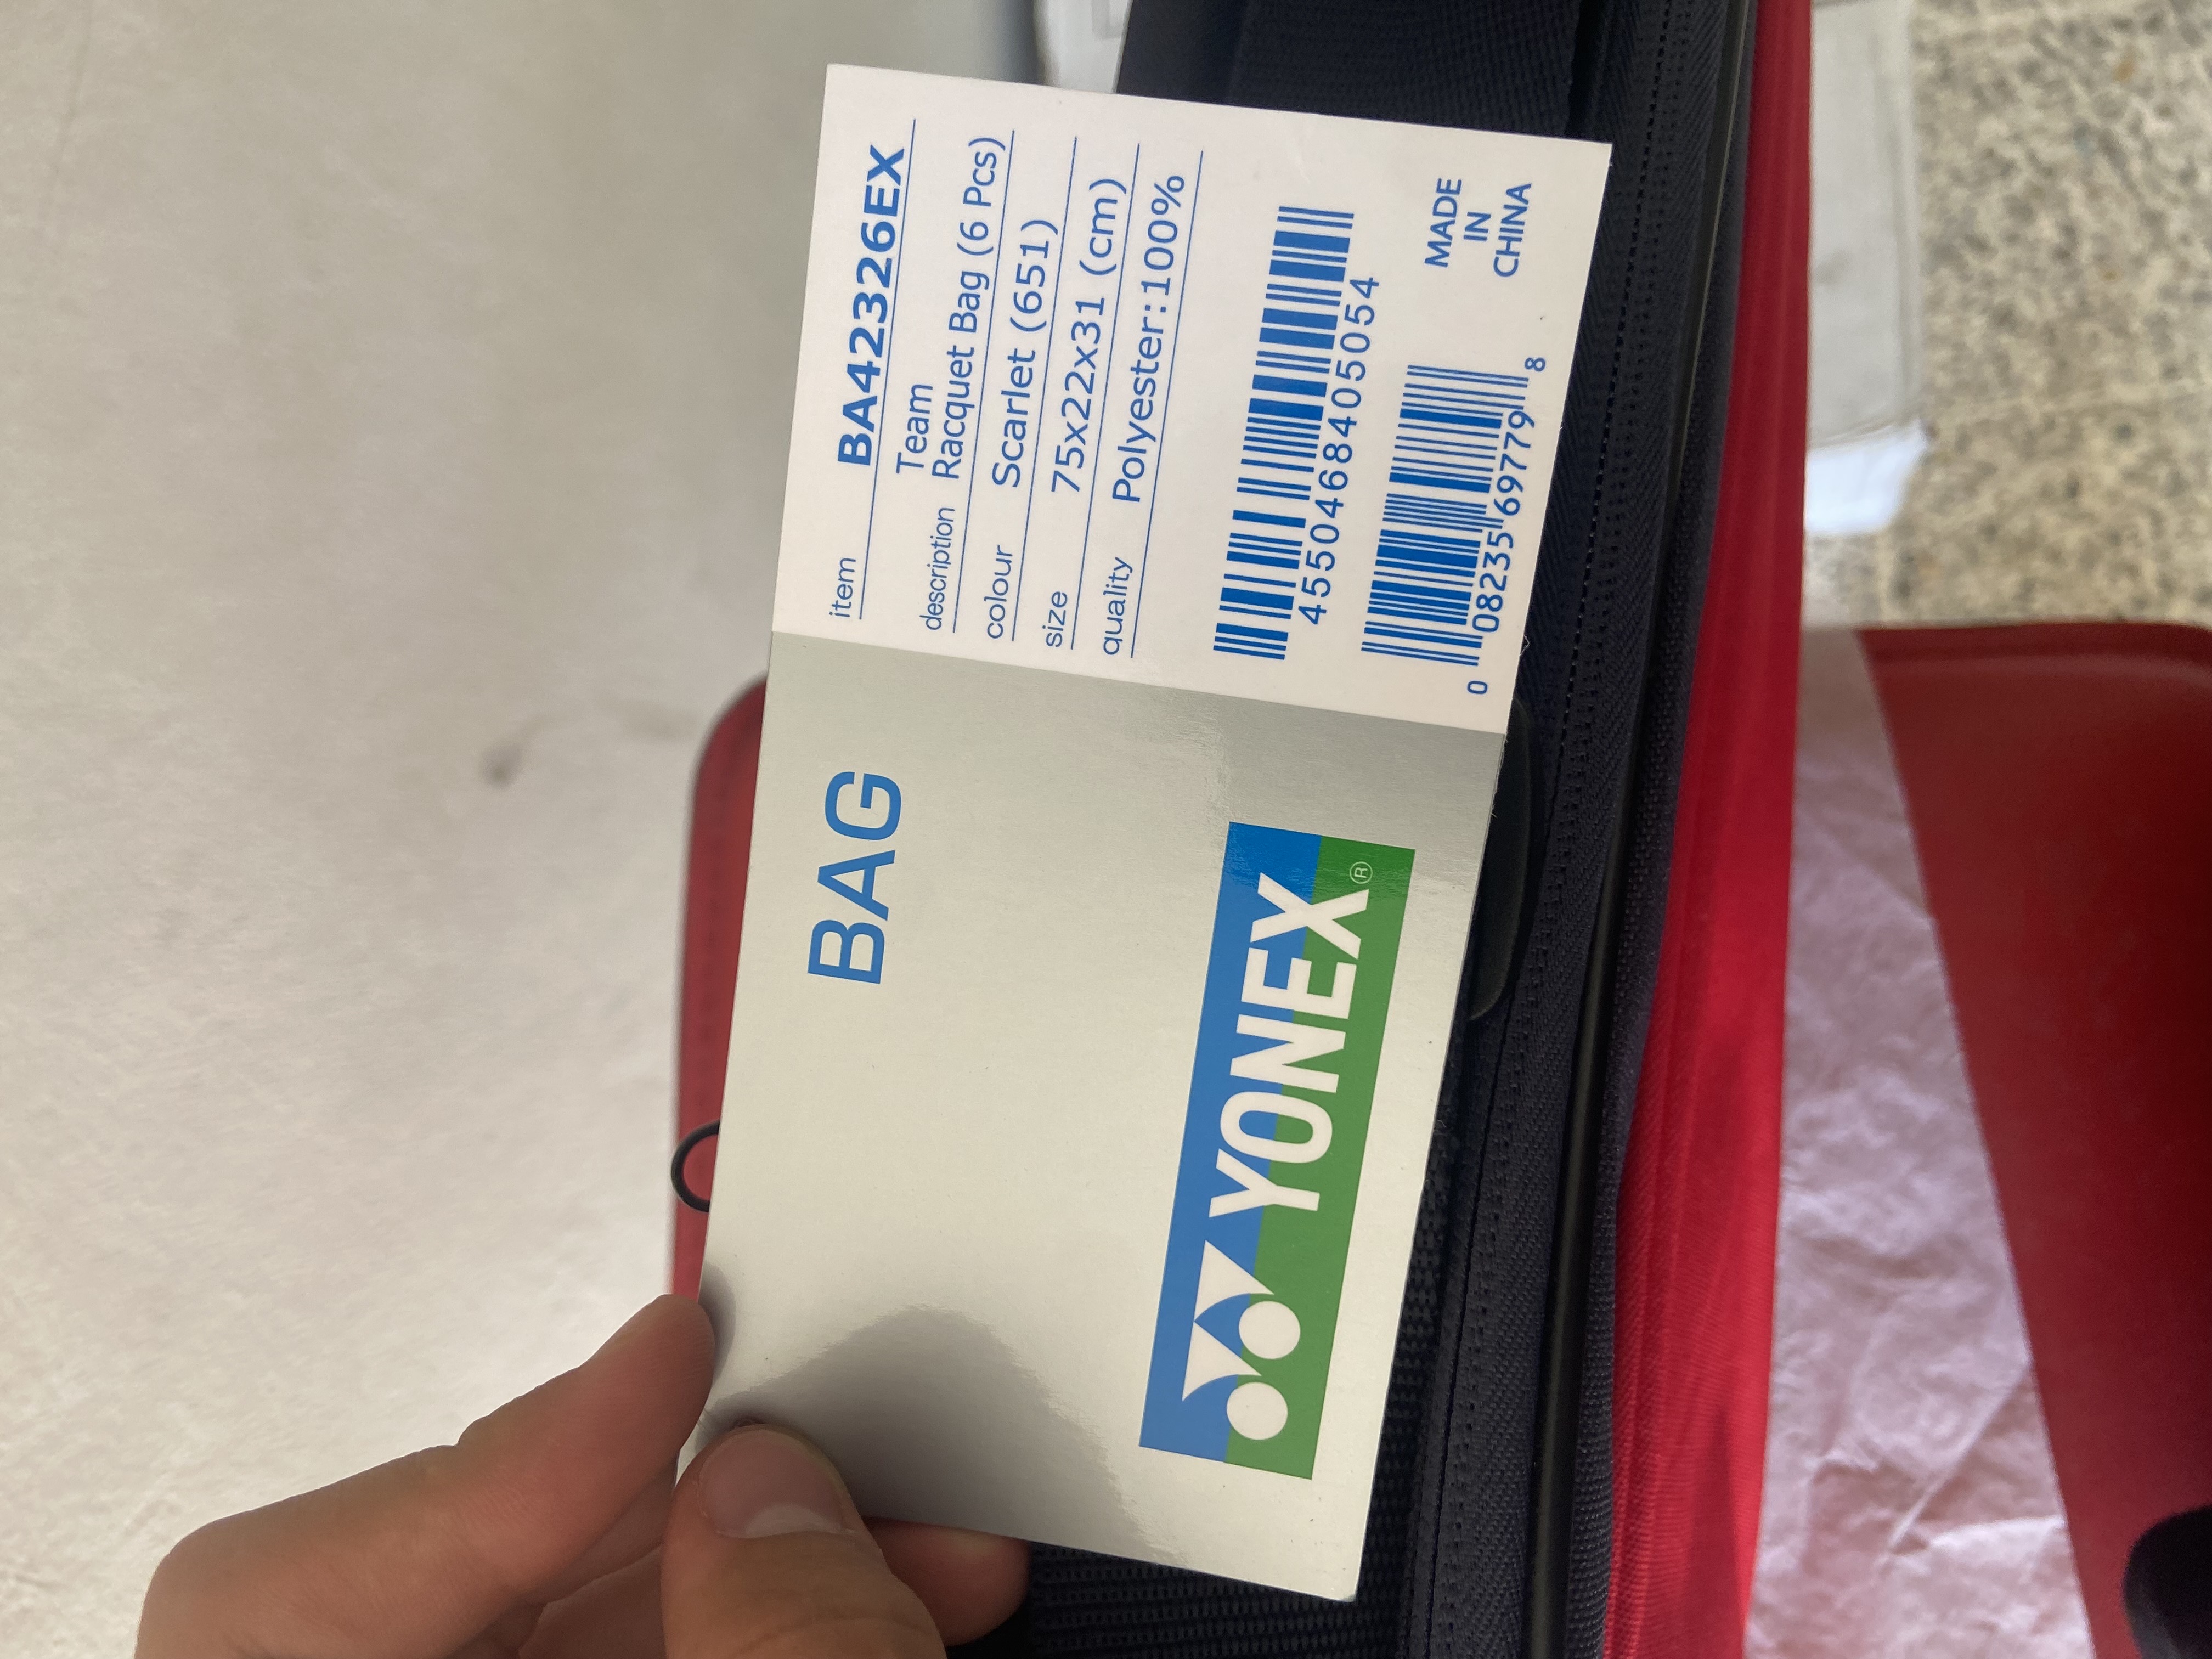 item BA42326EX
Team
description Racquet Bag (6 Pcs)
colour Scarlet (651)
size 75x22x31 (cm)
quality Polyester:100%
4550468405054
0 08235 69779 8
MADE
IN
CHINA
BAG
YONEX®